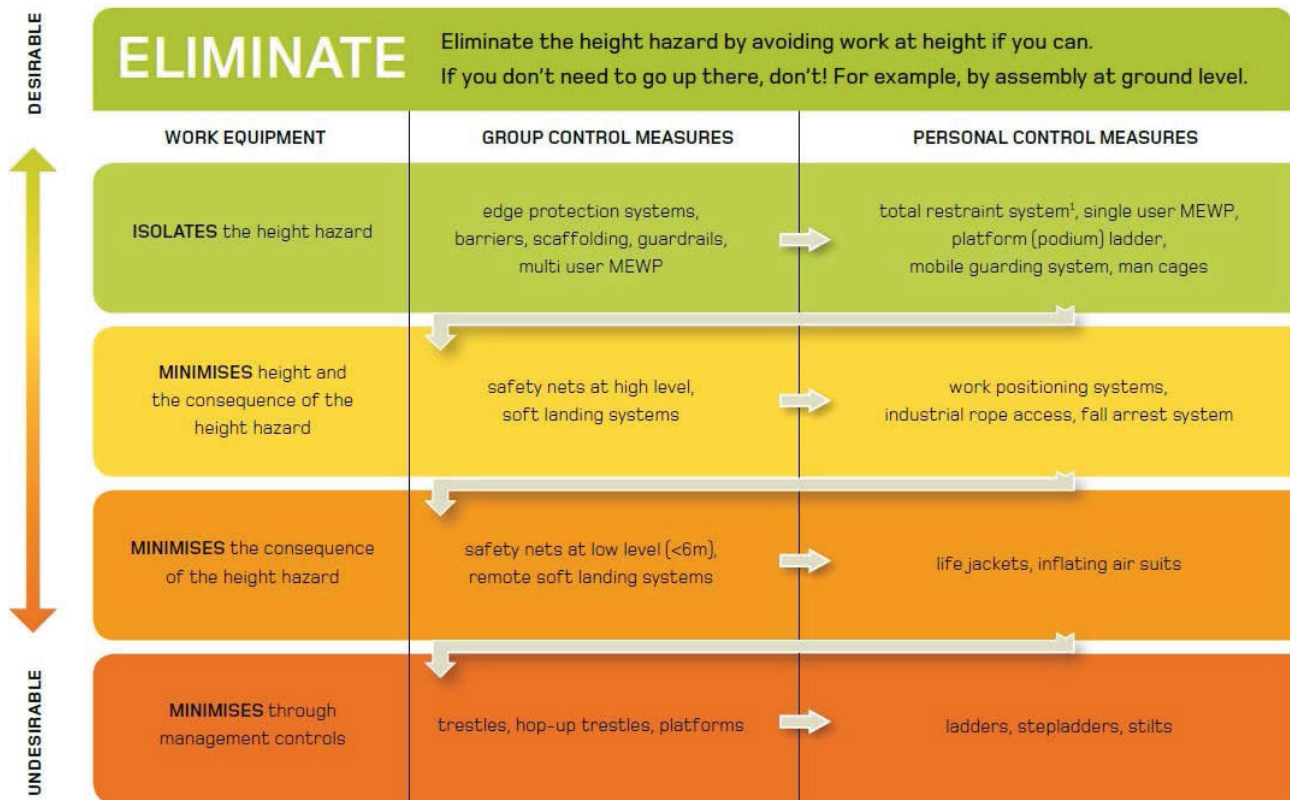 DESIRABLE
ELIMINATE
Eliminate the height hazard by avoiding work at height if you can.
If you don't need to go up there, don't! For example, by assembly at ground level.
WORK EQUIPMENT
GROUP CONTROL MEASURES
PERSONAL CONTROL MEASURES
ISOLATES the height hazard
edge protection systems,
barriers, scaffolding, guardrails,
multi user MEWP
total restraint system¹, single user MEWP,
platform (podium) ladder,
mobile guarding system, man cages
MINIMISES height and
the consequence of the
height hazard
safety nets at high level,
soft landing systems
work positioning systems,
industrial rope access, fall arrest system
MINIMISES the consequence
of the height hazard
safety nets at low level (<6m),
remote soft landing systems
life jackets, inflating air suits
MINIMISES through
management controls
trestles, hop-up trestles, platforms
ladders, stepladders, stilts
UNDESIRABLE